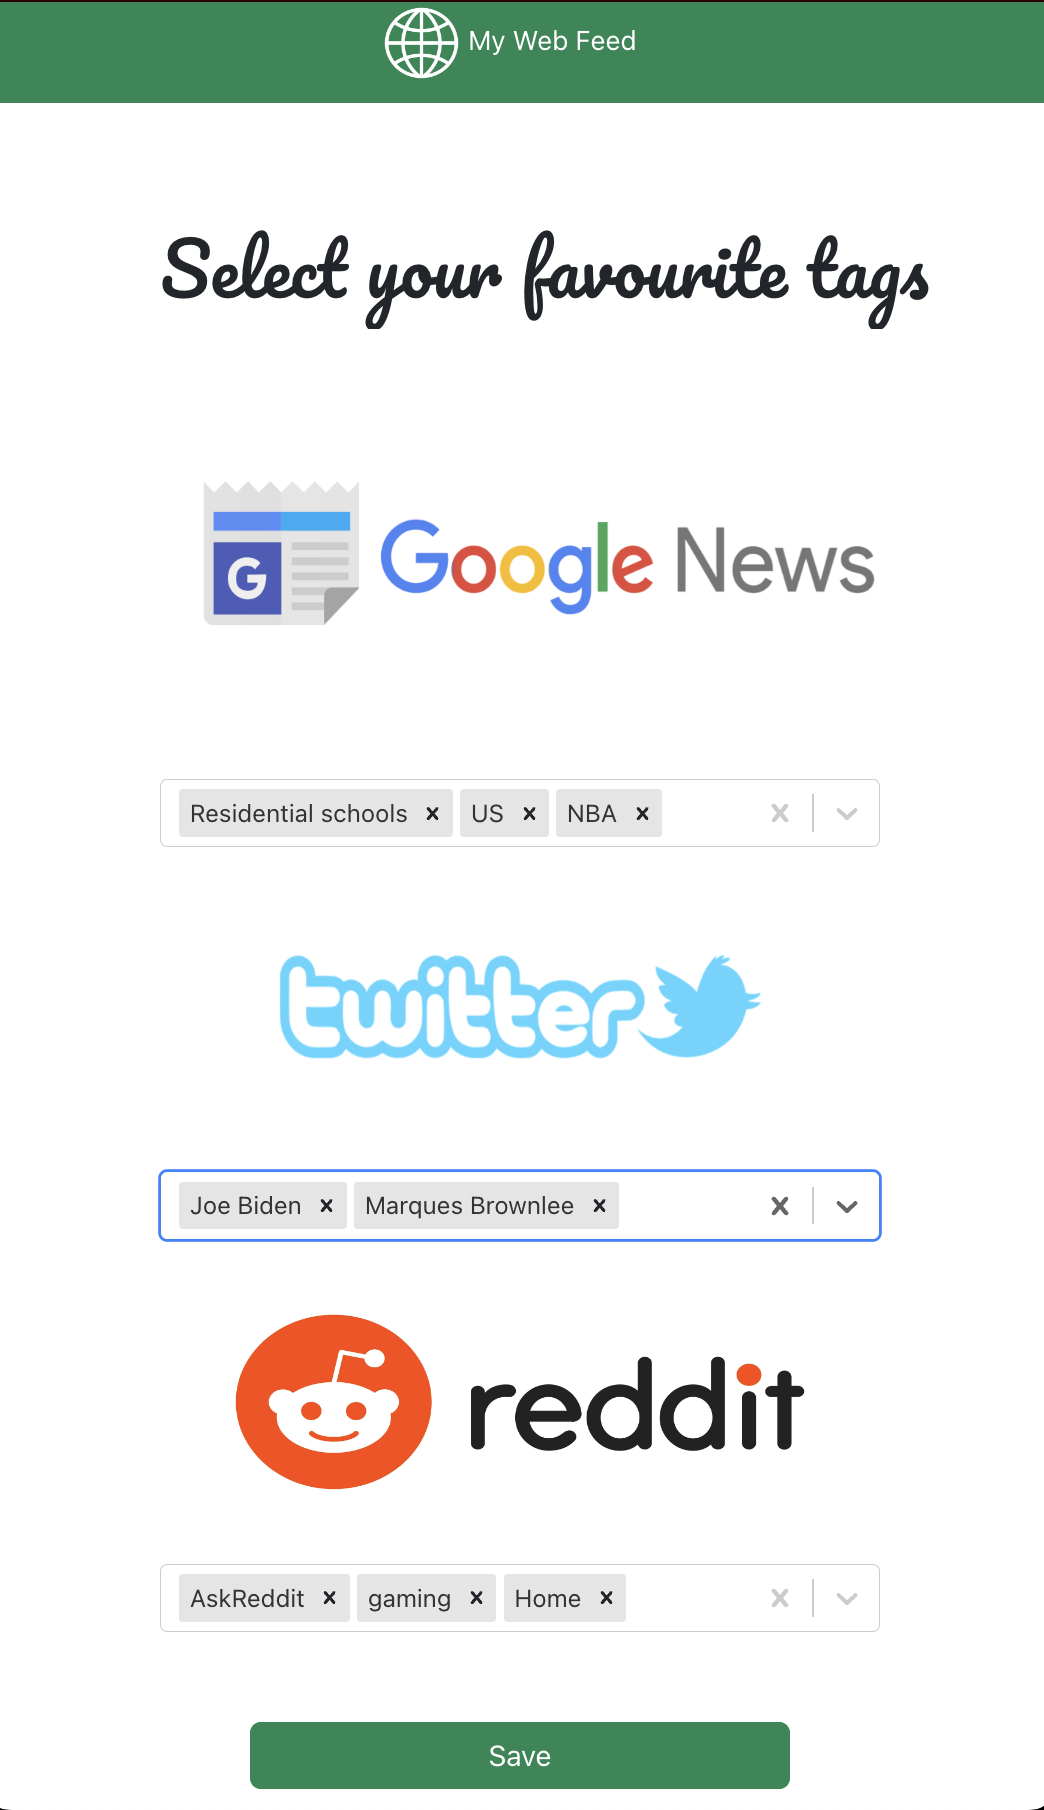 My Web Feed
Select your favourite tags
G Google News
Residential schools x US x NBA x
twitter
Joe Biden x Marques Brownlee x
reddit
AskReddit x gaming x Home x
Save